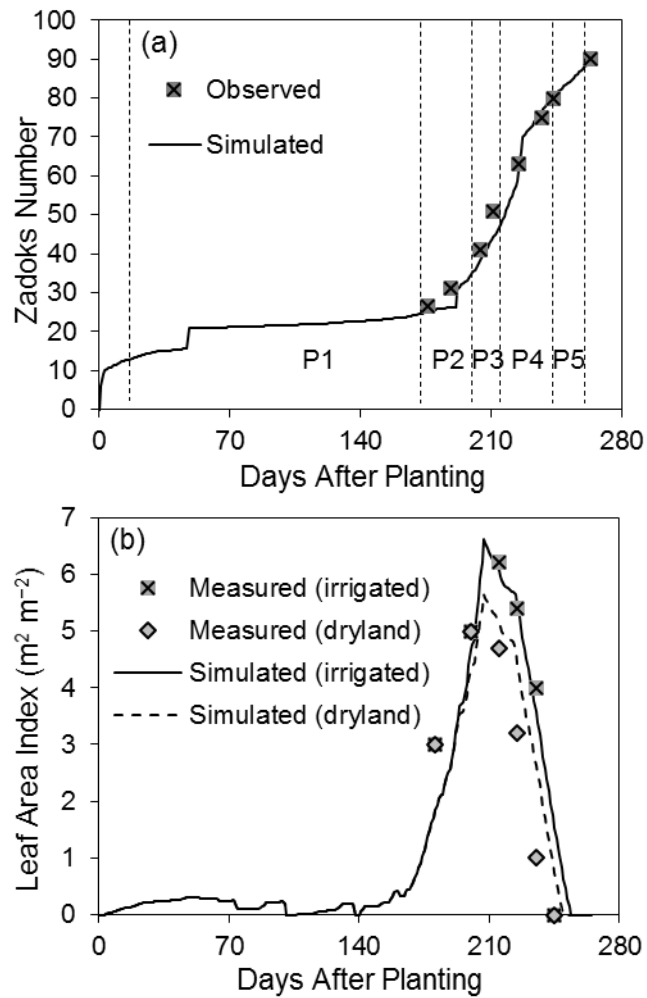 (a)
Observed
Simulated
Zadoks Number
90
80
70
60
50
40
30
20
10
0
P1 P2 P3 P4 P5
0 70 140 210 280
Days After Planting
(b)
Measured (irrigated)
Measured (dryland)
Simulated (irrigated)
Simulated (dryland)
Leaf Area Index (m² m⁻²)
7
6
5
4
3
2
1
0
0 70 140 210 280
Days After Planting